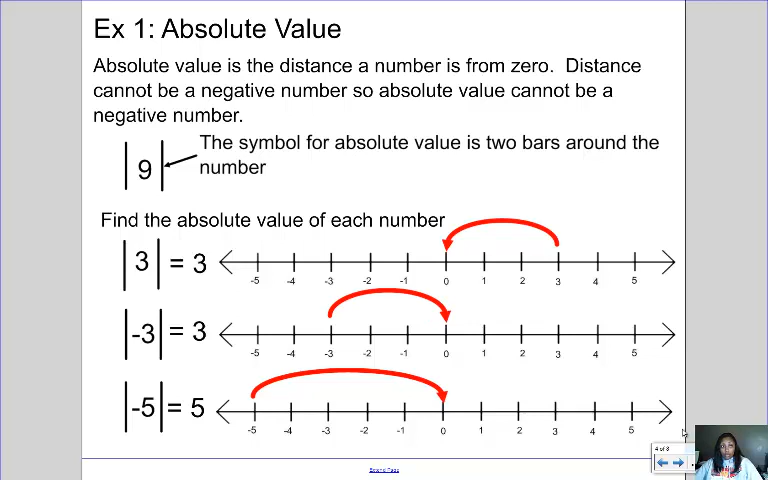 Ex 1: Absolute Value
Absolute value is the distance a number is from zero. Distance
cannot be a negative number so absolute value cannot be a
negative number.
The symbol for absolute value is two bars around the
|9|
number
Find the absolute value of each number
|3| = 3
-5 -4 -3 -2 -1 0 1 2 3 4 5
|-3| = 3
-5 -4 -3 -2 -1 0 1 2 3 4 5
|-5| = 5
-5 -4 -3 -2 -1 0 1 2 3 4 5
4 of 8
Extend Page